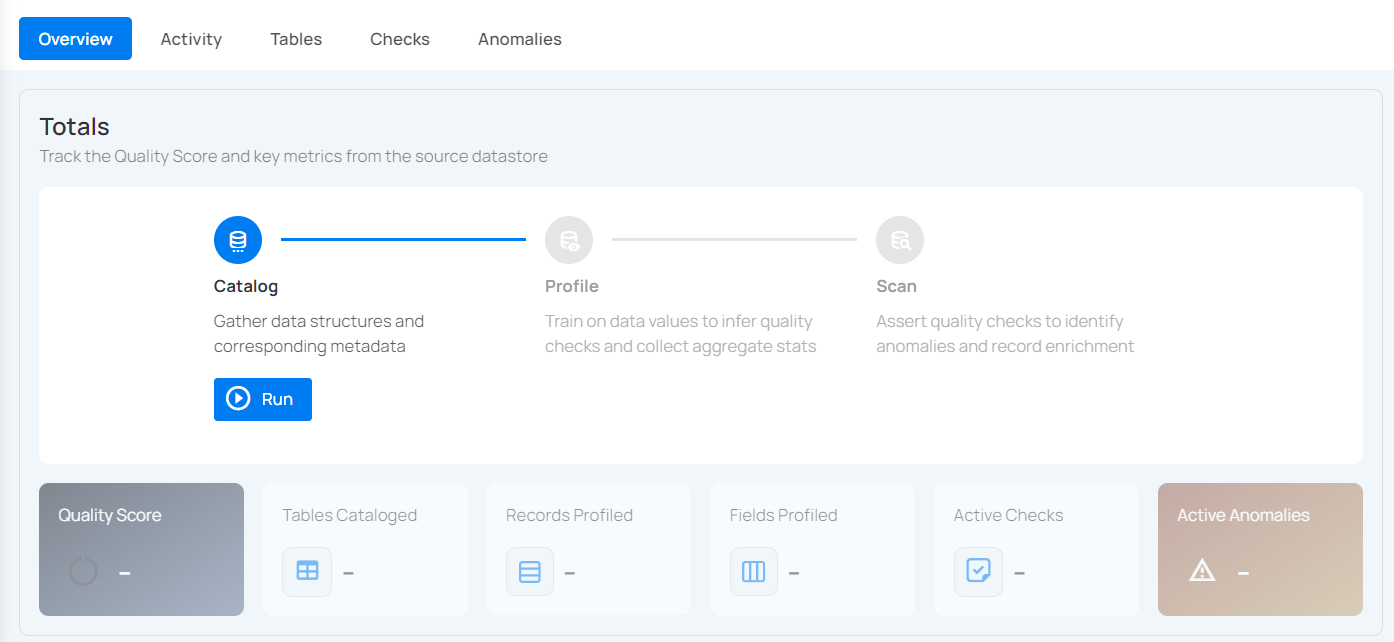 Overview Activity Tables Checks Anomalies
Totals
Track the Quality Score and key metrics from the source datastore
Catalog
Gather data structures and
corresponding metadata
Run
Profile
Train on data values to infer quality
checks and collect aggregate stats
Scan
Assert quality checks to identify
anomalies and record enrichment
Quality Score
–
Tables Cataloged
–
Records Profiled
–
Fields Profiled
–
Active Checks
–
Active Anomalies
–